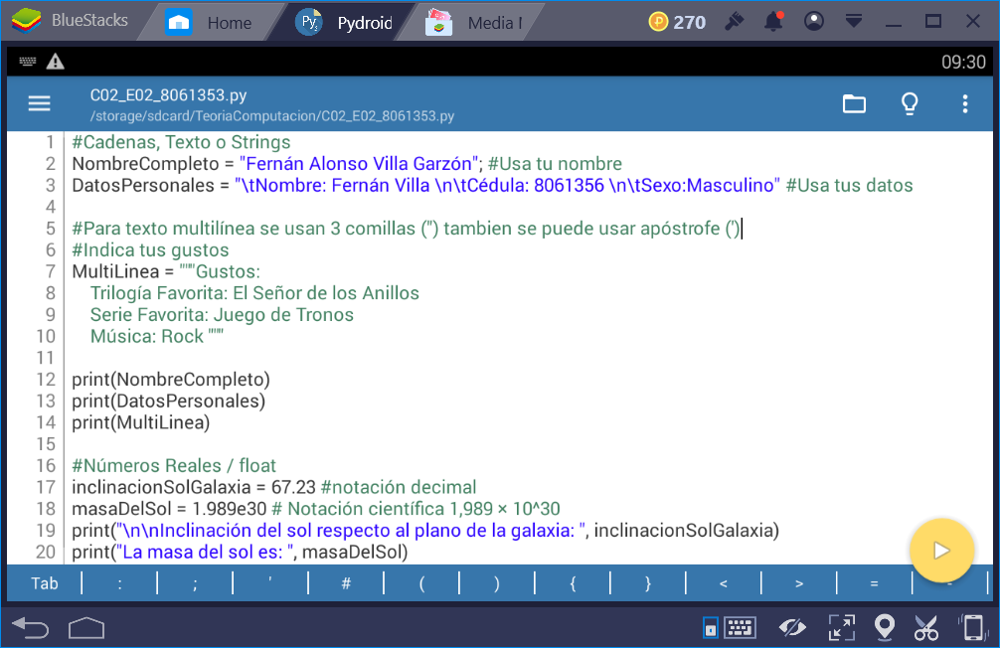 BlueStacks Home Pydroid Media 270
09:30
C02_E02_8061353.py
/storage/sdcard/TeoriaComputacion/C02_E02_8061353.py
1 #Cadenas, Texto o Strings
2 NombreCompleto = "Fernán Alonso Villa Garzón"; #Usa tu nombre
3 DatosPersonales = "\tNombre: Fernán Villa \n\tCédula: 8061356 \n\tSexo:Masculino" #Usa tus datos
4
5 #Para texto multilínea se usan 3 comillas (") tambien se puede usar apóstrofe (')
6 #Indica tus gustos
7 MultiLinea = """Gustos:
8 Trilogía Favorita: El Señor de los Anillos
9 Serie Favorita: Juego de Tronos
10 Música: Rock """
11
12 print(NombreCompleto)
13 print(DatosPersonales)
14 print(MultiLinea)
15
16 #Números Reales / float
17 inclinacionSolGalaxia = 67.23 #notación decimal
18 masaDelSol = 1.989e30 # Notación científica 1,989 × 10^30
19 print("\n\nInclinación del sol respecto al plano de la galaxia: ", inclinacionSolGalaxia)
20 print("La masa del sol es: ", masaDelSol)
Tab : ; ' # ( ) { } < > =